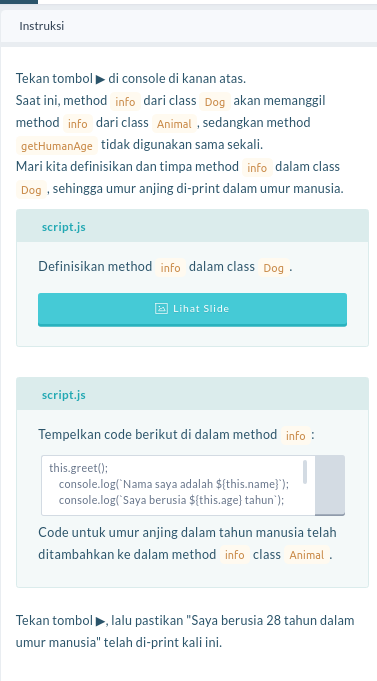 Instruksi
Tekan tombol ▶ di console di kanan atas.
Saat ini, method info dari class Dog akan memanggil
method info dari class Animal , sedangkan method
getHumanAge tidak digunakan sama sekali.
Mari kita definisikan dan timpa method info dalam class
Dog , sehingga umur anjing di-print dalam umur manusia.
script.js
Definisikan method info dalam class Dog .
Lihat Slide
script.js
Tempelkan code berikut di dalam method info :
this.greet();
console.log(`Nama saya adalah ${this.name}`);
console.log(`Saya berusia ${this.age} tahun`);
Code untuk umur anjing dalam tahun manusia telah
ditambahkan ke dalam method info class Animal .
Tekan tombol ▶, lalu pastikan "Saya berusia 28 tahun dalam
umur manusia" telah di-print kali ini.